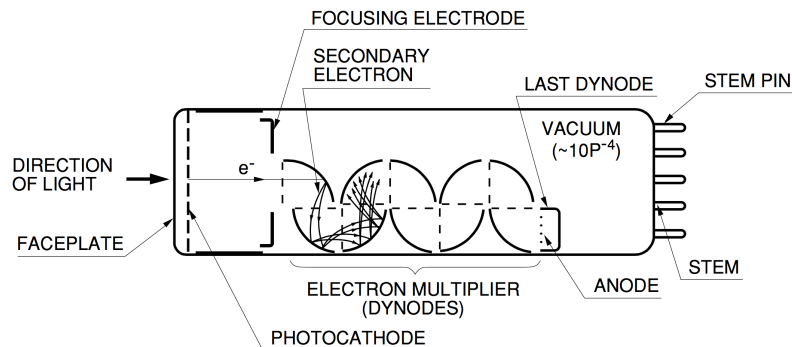 FOCUSING ELECTRODE
SECONDARY
ELECTRON
LAST DYNODE
STEM PIN
VACUUM
(~10P⁻⁴)
DIRECTION
OF LIGHT
e⁻
FACEPLATE
STEM
ELECTRON MULTIPLIER
(DYNODES)
ANODE
PHOTOCATHODE